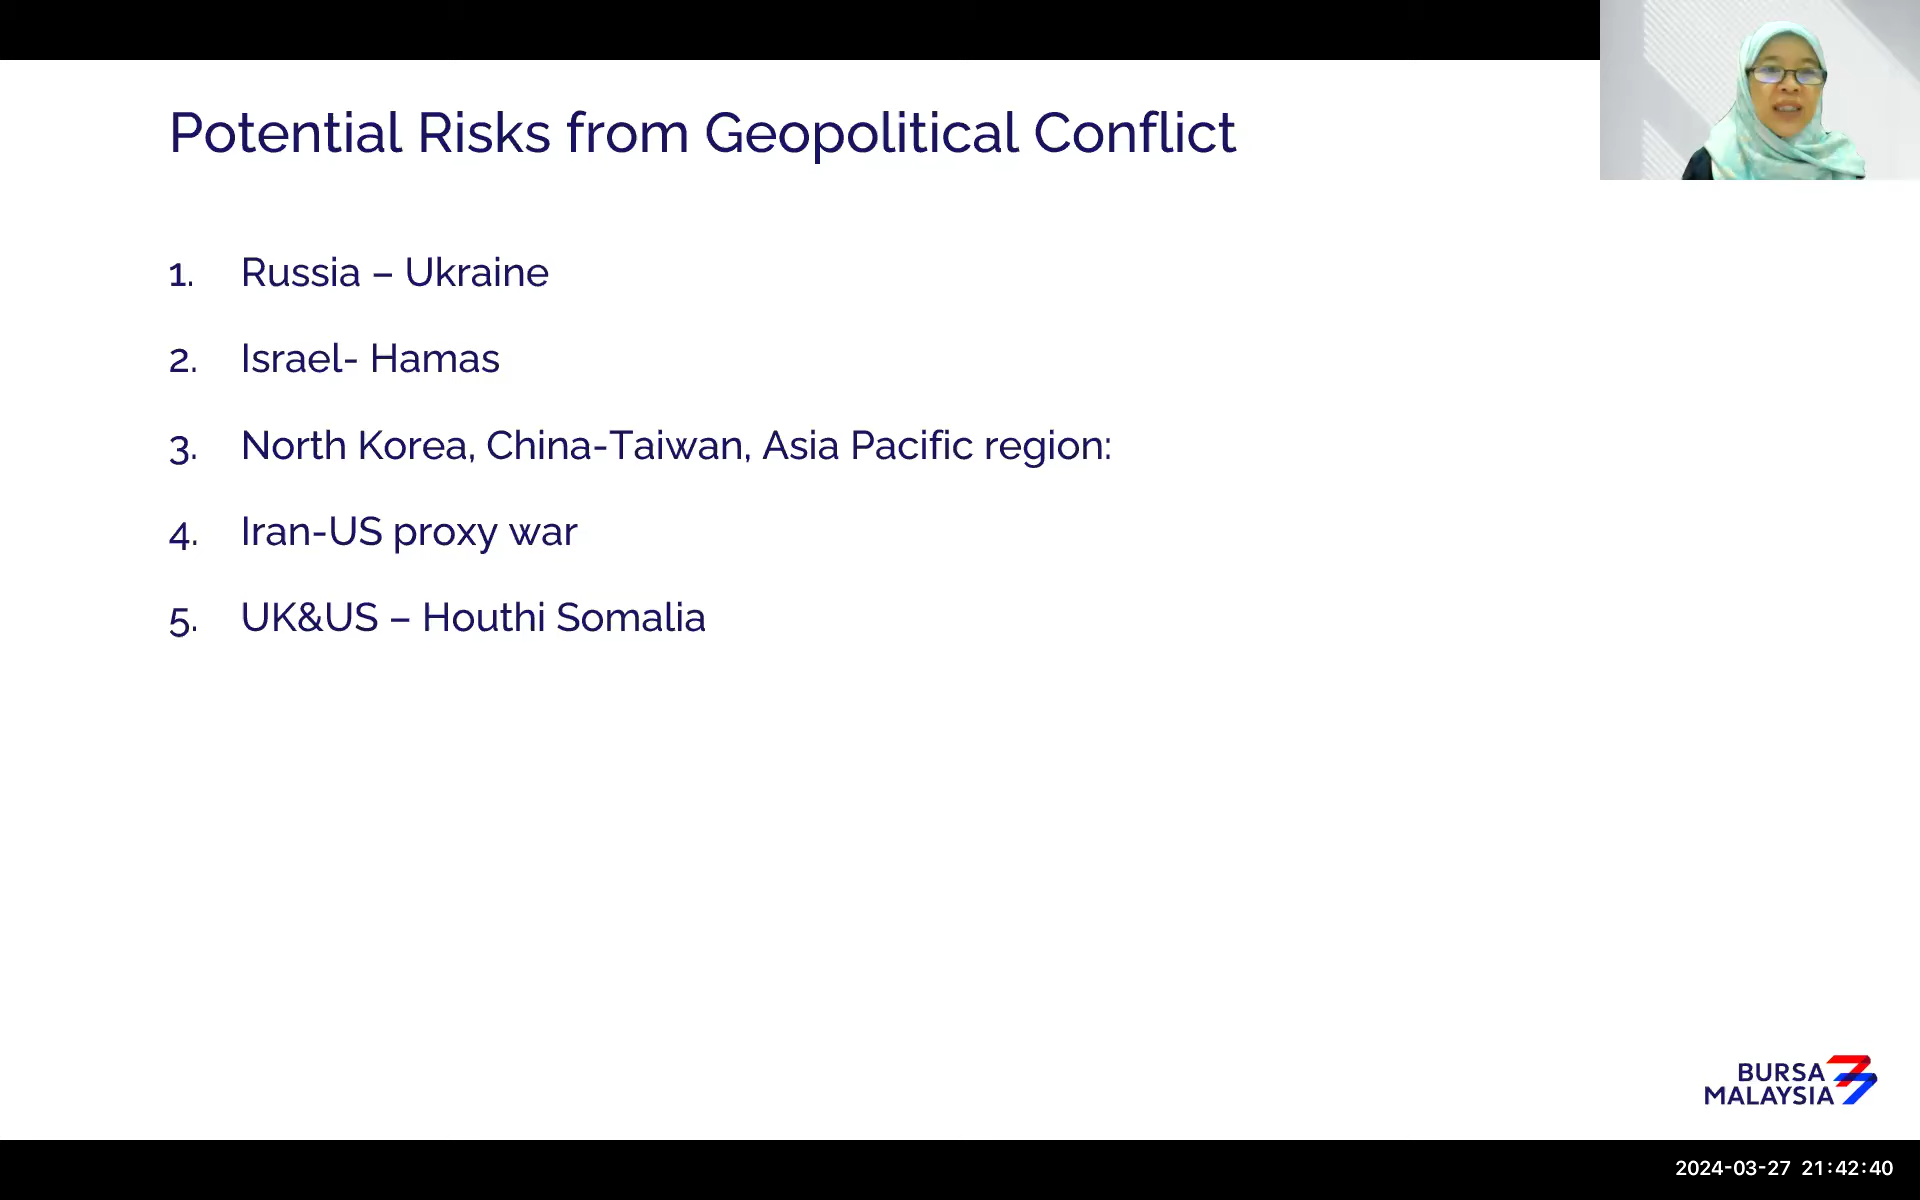 Potential Risks from Geopolitical Conflict
1. Russia – Ukraine
2. Israel- Hamas
3. North Korea, China-Taiwan, Asia Pacific region:
4. Iran-US proxy war
5. UK&US – Houthi Somalia
BURSA
MALAYSIA
2024-03-27 21:42:40